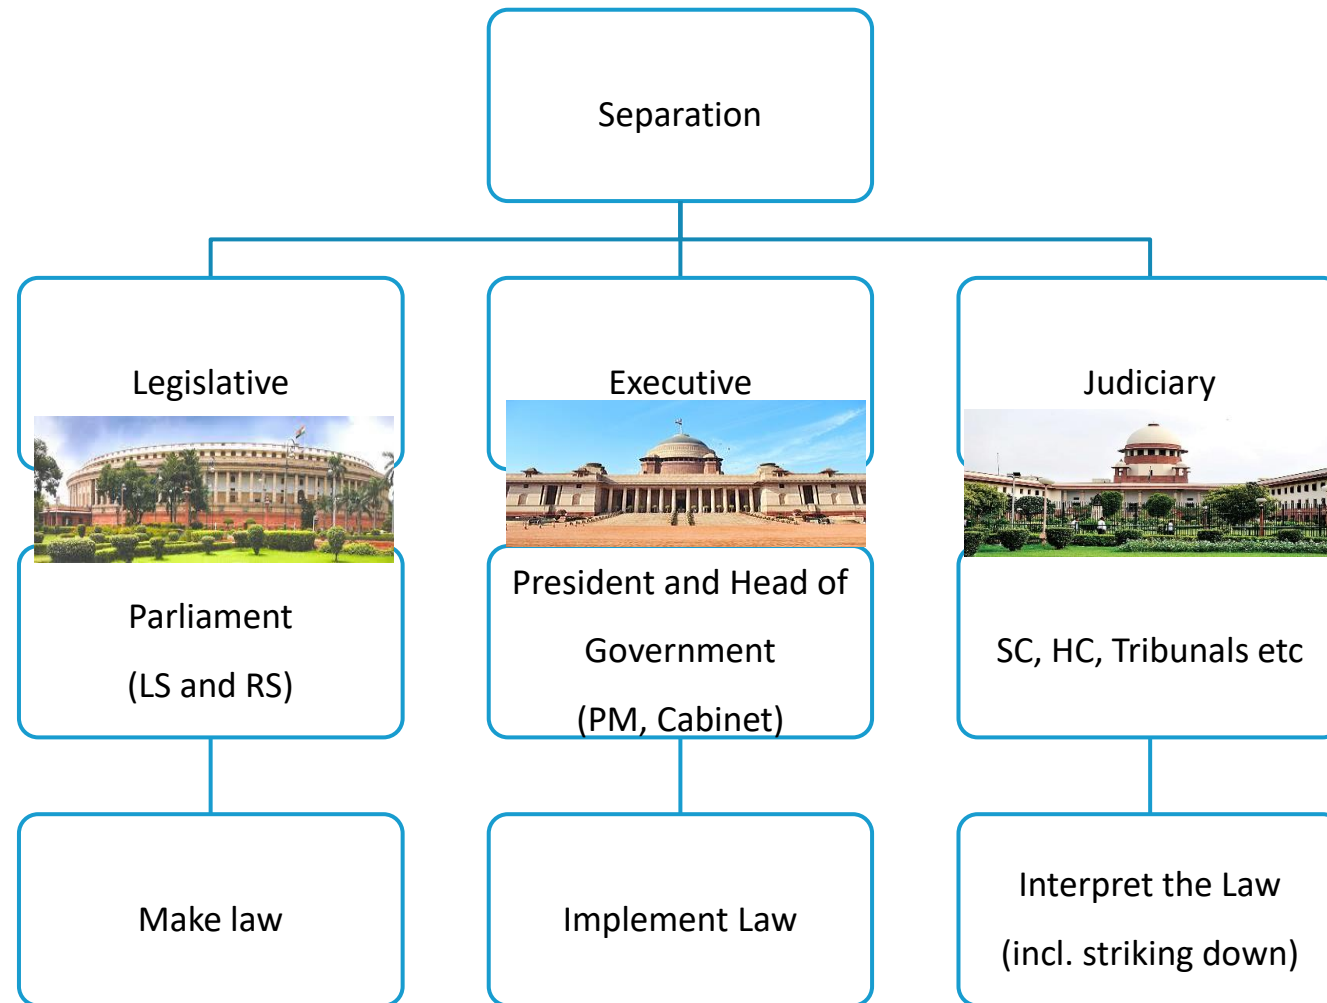 Separation
Legislative
Executive
Judiciary
Parliament
(LS and RS)
President and Head of
Government
(PM, Cabinet)
SC, HC, Tribunals etc
Make law
Implement Law
Interpret the Law
(incl. striking down)